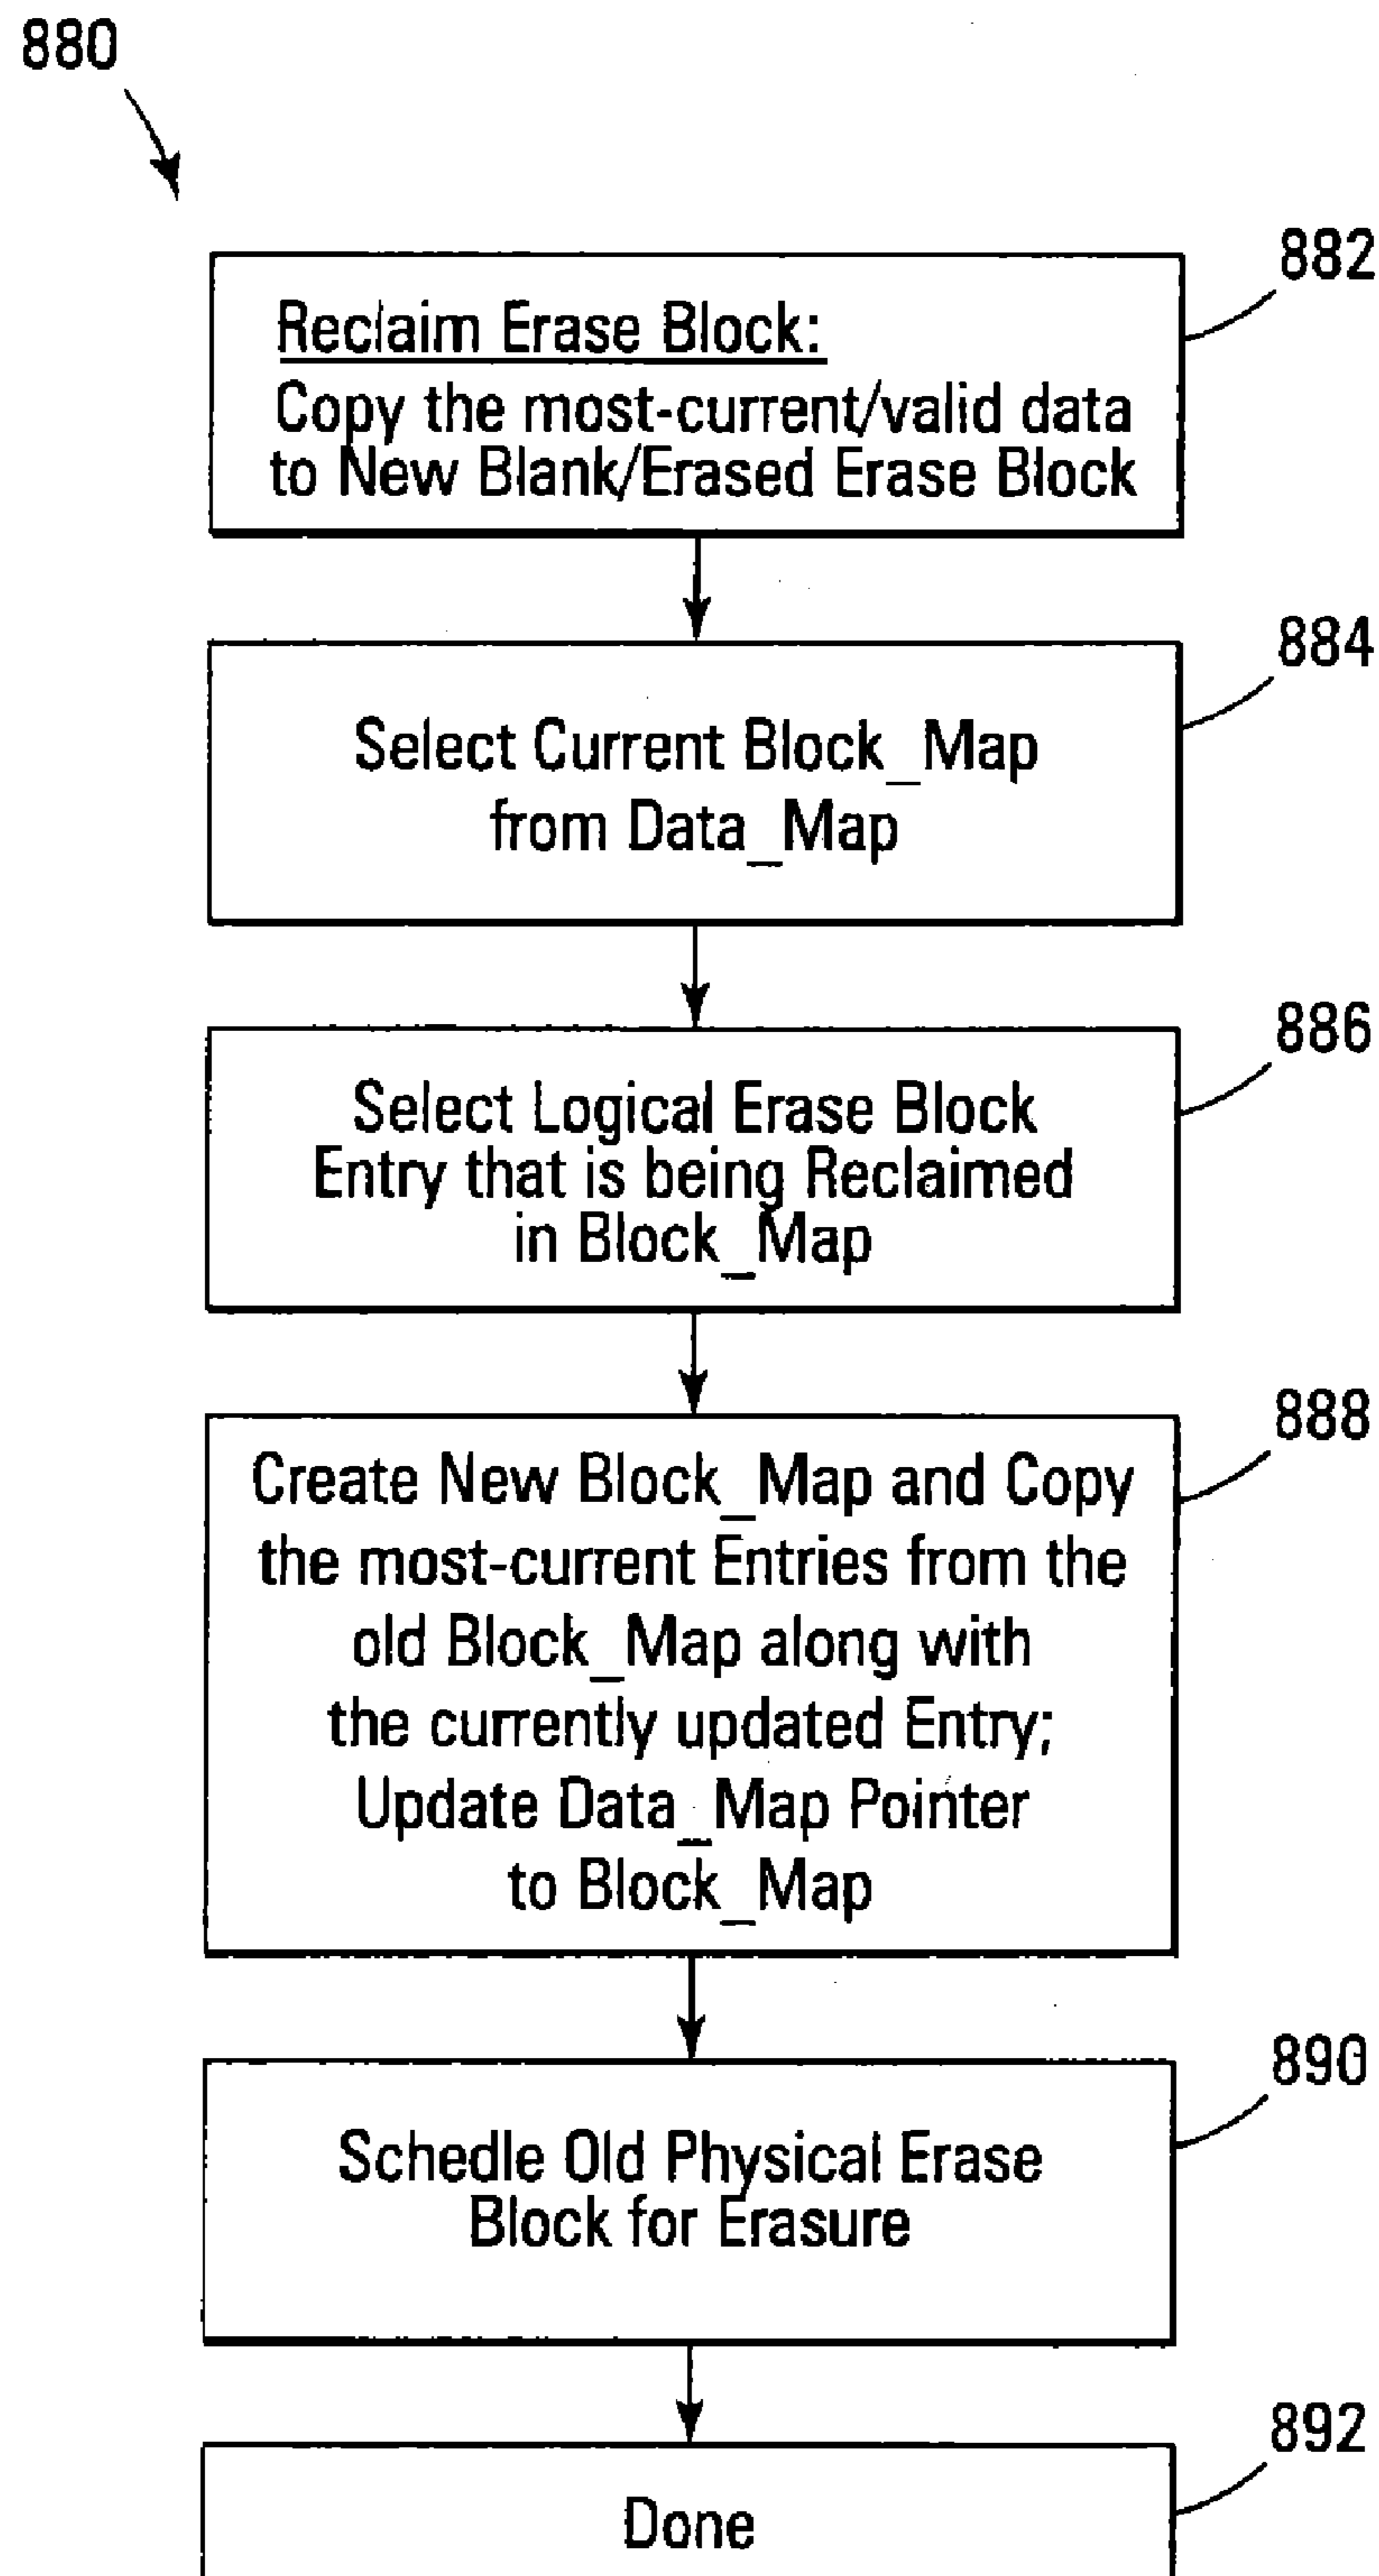 880
882
Reclaim Erase Block:
Copy the most-current/valid data
to New Blank/Erased Erase Block
884
Select Current Block_Map
from Data_Map
886
Select Logical Erase Block
Entry that is being Reclaimed
in Block_Map
888
Create New Block_Map and Copy
the most-current Entries from the
old Block_Map along with
the currently updated Entry;
Update Data_Map Pointer
to Block_Map
890
Schedle Old Physical Erase
Block for Erasure
892
Done